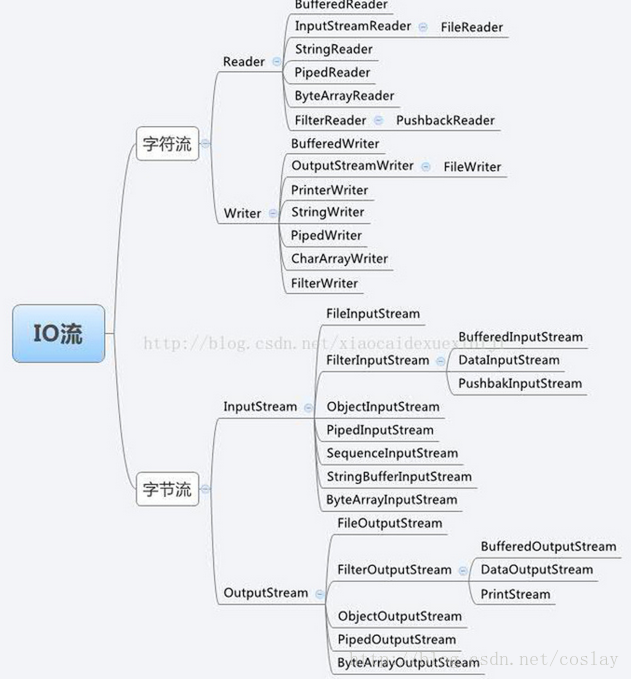 BufferedReader
InputStreamReader
FileReader
StringReader
Reader
PipedReader
ByteArrayReader
FilterReader
PushbackReader
字符流
BufferedWriter
OutputStreamWriter
FileWriter
PrinterWriter
Writer
StringWriter
PipedWriter
CharArrayWriter
FilterWriter
IO流
FileInputStream
http://blog.csdn.net/xiaocaidexuexibiji
BufferedInputStream
FilterInputStream
DataInputStream
PushbakInputStream
InputStream
ObjectInputStream
PipedInputStream
SequenceInputStream
StringBufferInputStream
ByteArrayInputStream
字节流
FileOutputStream
BufferedOutputStream
FilterOutputStream
DataOutputStream
PrintStream
OutputStream
ObjectOutputStream
PipedOutputStream
ByteArrayOutputStream
http://blog.csdn.net/coslay